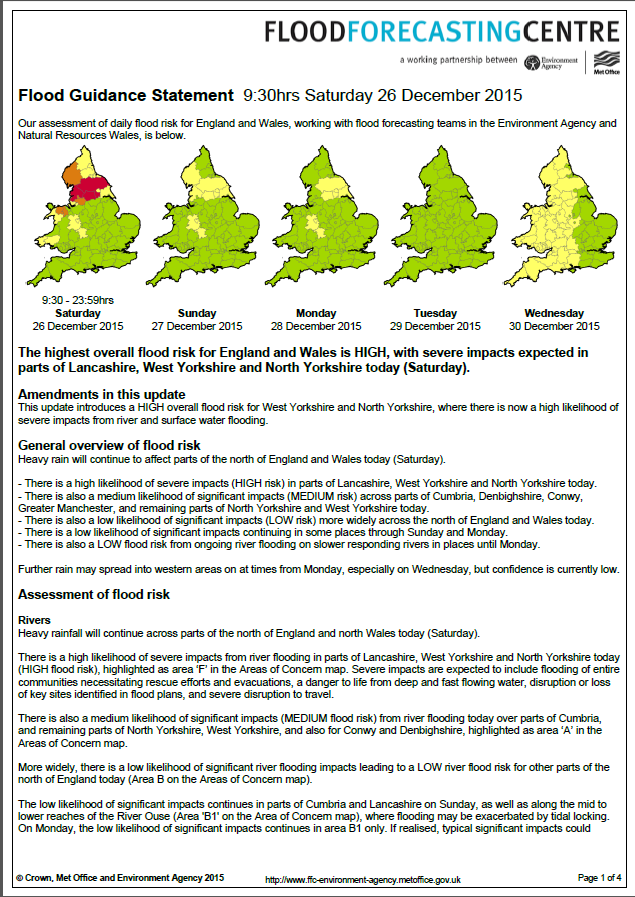 FLOODFORECASTINGCENTRE
a working partnership between Environment Agency Met Office
Flood Guidance Statement 9:30hrs Saturday 26 December 2015
Our assessment of daily flood risk for England and Wales, working with flood forecasting teams in the Environment Agency and
Natural Resources Wales, is below.
9:30 - 23:59hrs
Saturday Sunday Monday Tuesday Wednesday
26 December 2015 27 December 2015 28 December 2015 29 December 2015 30 December 2015
The highest overall flood risk for England and Wales is HIGH, with severe impacts expected in
parts of Lancashire, West Yorkshire and North Yorkshire today (Saturday).
Amendments in this update
This update introduces a HIGH overall flood risk for West Yorkshire and North Yorkshire, where there is now a high likelihood of
severe impacts from river and surface water flooding.
General overview of flood risk
Heavy rain will continue to affect parts of the north of England and Wales today (Saturday).
- There is a high likelihood of severe impacts (HIGH risk) in parts of Lancashire, West Yorkshire and North Yorkshire today.
- There is also a medium likelihood of significant impacts (MEDIUM risk) across parts of Cumbria, Denbighshire, Conwy,
Greater Manchester, and remaining parts of North Yorkshire and West Yorkshire today.
- There is also a low likelihood of significant impacts (LOW risk) more widely across the north of England and Wales today.
- There is a low likelihood of significant impacts continuing in some places through Sunday and Monday.
- There is also a LOW flood risk from ongoing river flooding on slower responding rivers in places until Monday.
Further rain may spread into western areas on at times from Monday, especially on Wednesday, but confidence is currently low.
Assessment of flood risk
Rivers
Heavy rainfall will continue across parts of the north of England and north Wales today (Saturday).
There is a high likelihood of severe impacts from river flooding in parts of Lancashire, West Yorkshire and North Yorkshire today
(HIGH flood risk), highlighted as area 'F' in the Areas of Concern map. Severe impacts are expected to include flooding of entire
communities necessitating rescue efforts and evacuations, a danger to life from deep and fast flowing water, disruption or loss
of key sites identified in flood plans, and severe disruption to travel.
There is also a medium likelihood of significant impacts (MEDIUM flood risk) from river flooding today over parts of Cumbria,
and remaining parts of North Yorkshire, West Yorkshire, and also for Conwy and Denbighshire, highlighted as area 'A' in the
Areas of Concern map.
More widely, there is a low likelihood of significant river flooding impacts leading to a LOW river flood risk for other parts of the
north of England today (Area B on the Areas of Concern map).
The low likelihood of significant impacts continues in parts of Cumbria and Lancashire on Sunday, as well as along the mid to
lower reaches of the River Ouse (Area 'B1' on the Area of Concern map), where flooding may be exacerbated by tidal locking.
On Monday, the low likelihood of significant impacts continues in area B1 only. If realised, typical significant impacts could
© Crown, Met Office and Environment Agency 2015 http://www.ffc-environment-agency.metoffice.gov.uk Page 1 of 4